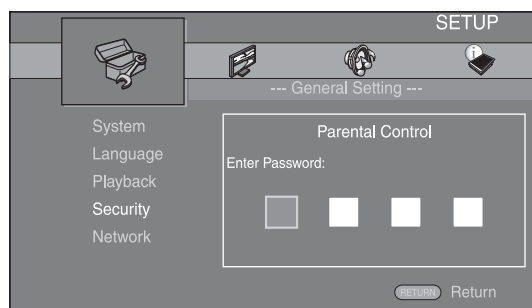 SETUP
--- General Setting ---
System
Language
Playback
Security
Network
Parental Control
Enter Password:
RETURN Return